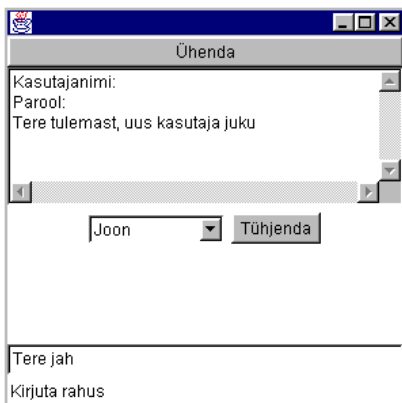 Ühenda
Kasutajanimi:
Parool:
Tere tulemast, uus kasutaja juku
Joon
Tühjenda
Tere jah
Kirjuta rahus